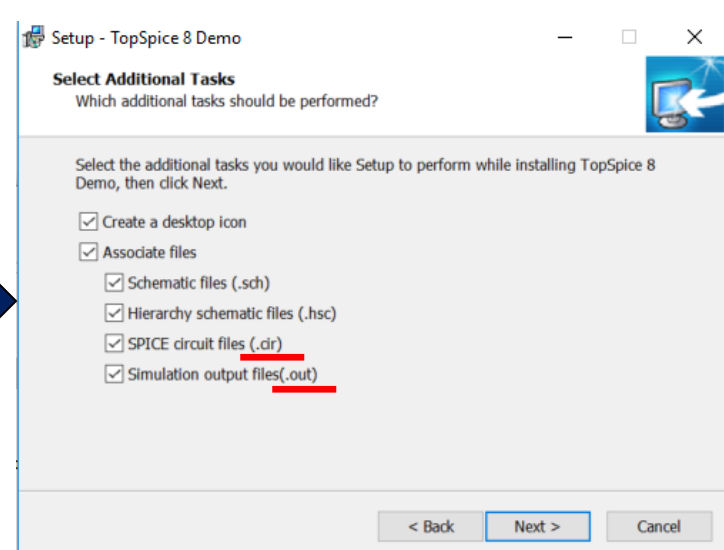 Setup - TopSpice 8 Demo
Select Additional Tasks
Which additional tasks should be performed?
Select the additional tasks you would like Setup to perform while installing TopSpice 8
Demo, then click Next.
Create a desktop icon
Associate files
Schematic files (.sch)
Hierarchy schematic files (.hsc)
SPICE circuit files (.cir)
Simulation output files(.out)
< Back Next > Cancel